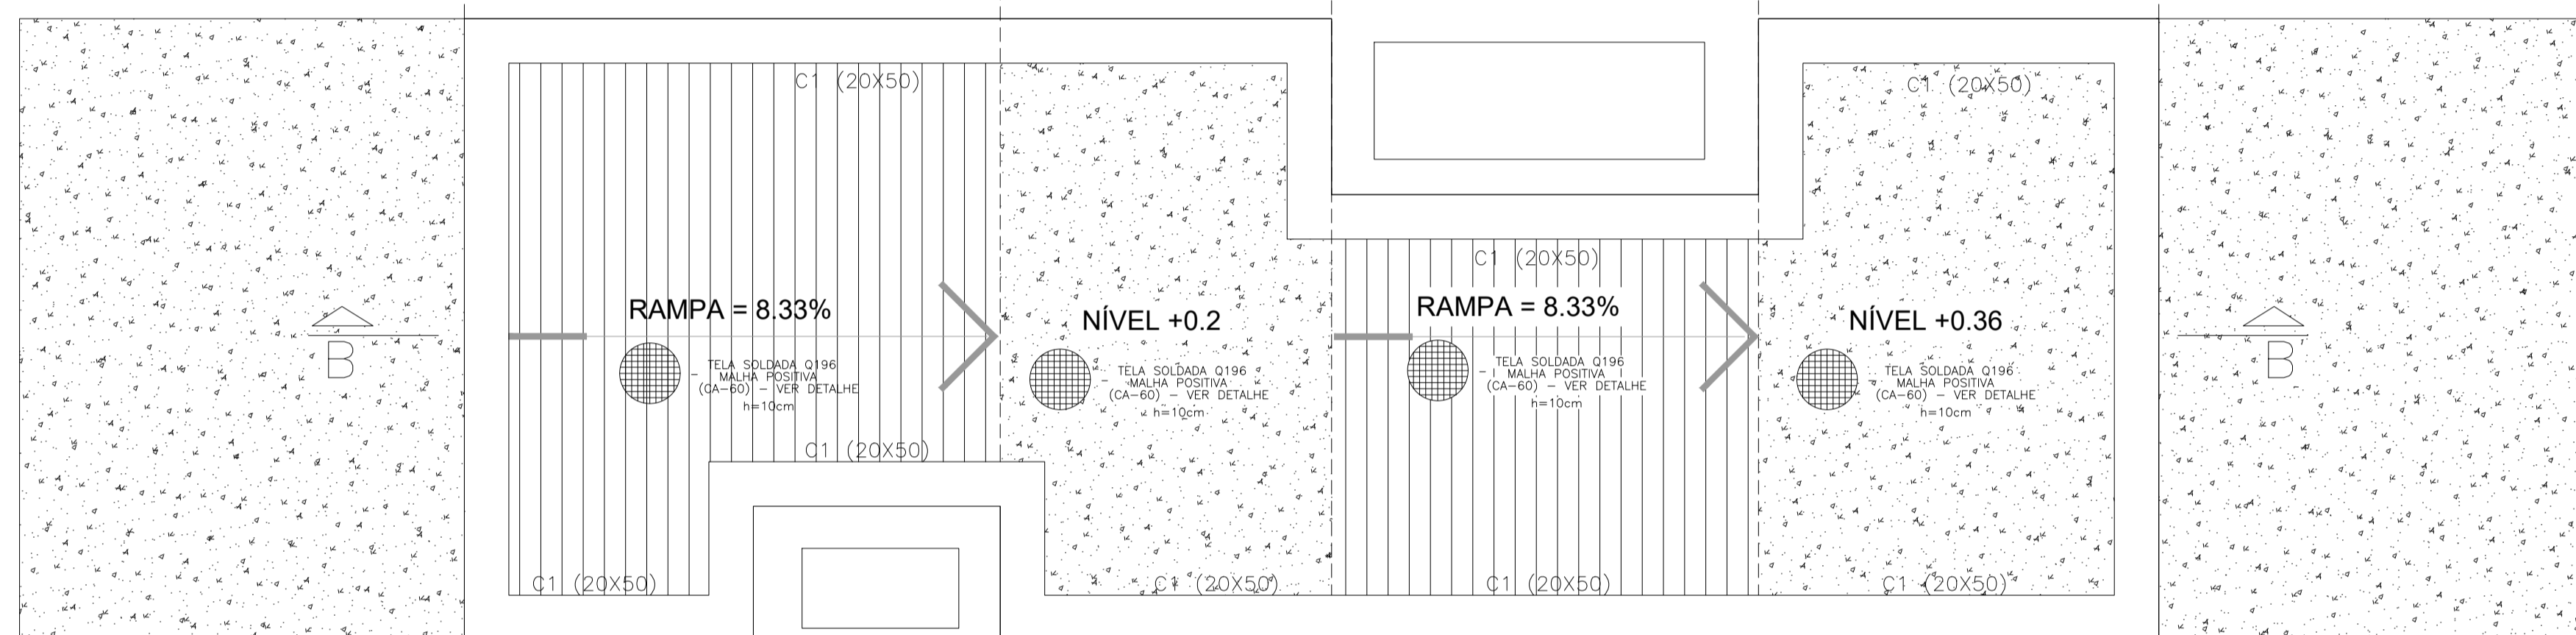 C1 (20X50)
C1 (20X50)
C1 (20X50)
RAMPA = 8.33%
TELA SOLDADA Q196
- MALHA POSITIVA
(CA-60) - VER DETALHE
h=10cm
NÍVEL +0.2
TELA SOLDADA Q196
- MALHA POSITIVA
(CA-60) - VER DETALHE
h=10cm
RAMPA = 8.33%
TELA SOLDADA Q196
- MALHA POSITIVA
(CA-60) - VER DETALHE
h=10cm
NÍVEL +0.36
TELA SOLDADA Q196
- MALHA POSITIVA
(CA-60) - VER DETALHE
h=10cm
B
B'
C1 (20X50)
C1 (20X50)
C1 (20X50)
C1 (20X50)
C1 (20X50)